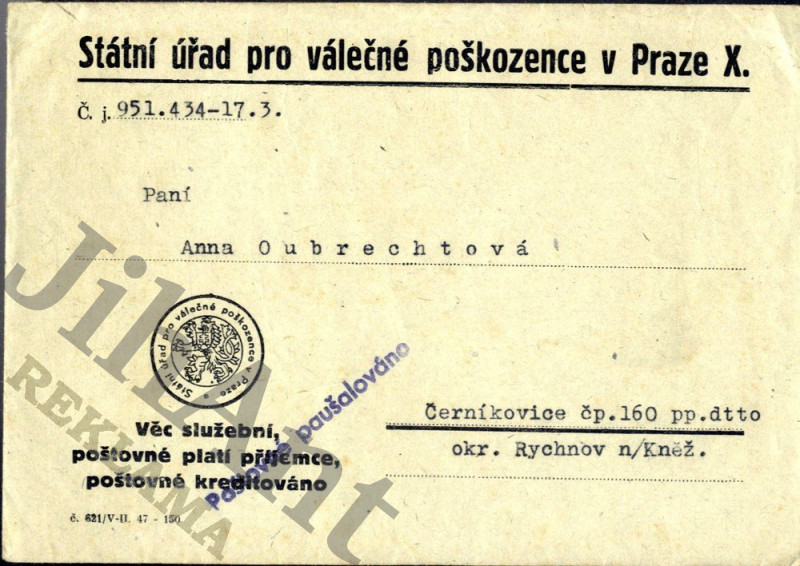 Státní úřad pro válečné poškozence v Praze X.
Č. j. 951.434-17.3.
Paní
Anna Oubrechtová
Státní úřad pro válečné poškozence v Praze
Poštovné paušalováno
Věc služební,
poštovné platí příjemce,
poštovné kreditováno
Černíkovice čp.160 pp.dtto
okr. Rychnov n/Kněž.
č. 621/V-II. 47 - 150
REKLAMA